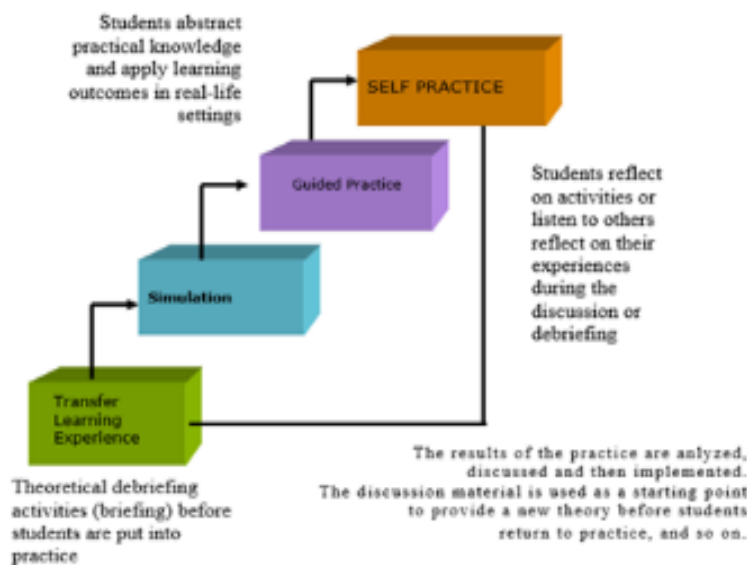 Students abstract
practical knowledge
and apply learning
outcomes in real-life
settings
SELF PRACTICE
Guided Practice
Students reflect
on activities or
listen to others
reflect on their
experiences
during the
discussion or
debriefing
Simulation
Transfer
Learning
Experience
Theoretical debriefing
activities (briefing) before
students are put into
practice
The results of the practice are anlyzed,
discussed and then implemented.
The discussion material is used as a starting point
to provide a new theory before students
return to practice, and so on.